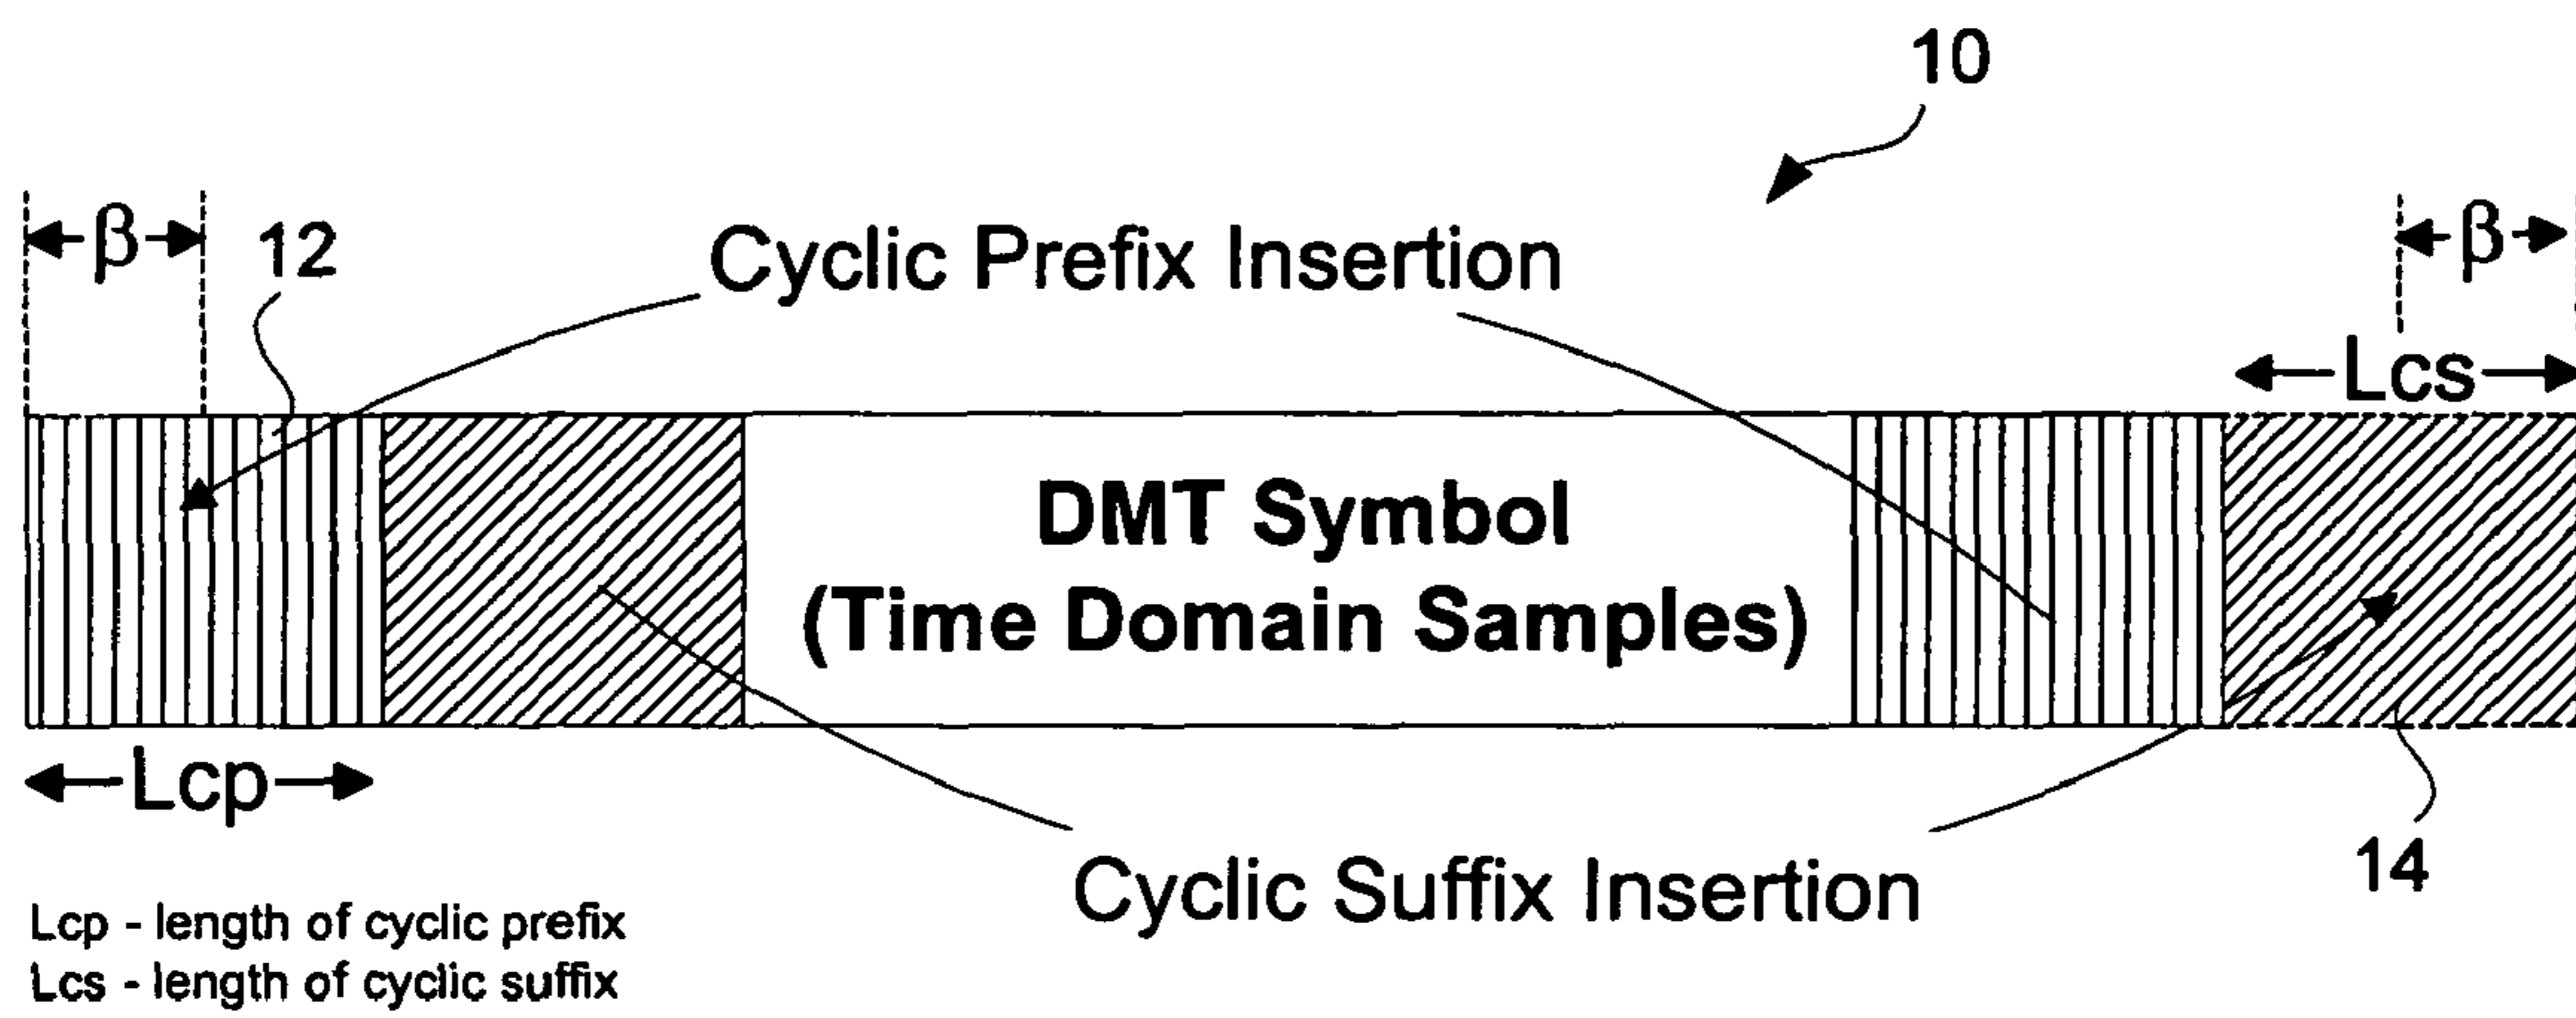 10
β
12
Cyclic Prefix Insertion
β
Lcs
DMT Symbol
(Time Domain Samples)
Lcp
Cyclic Suffix Insertion
14
Lcp - length of cyclic prefix
Lcs - length of cyclic suffix